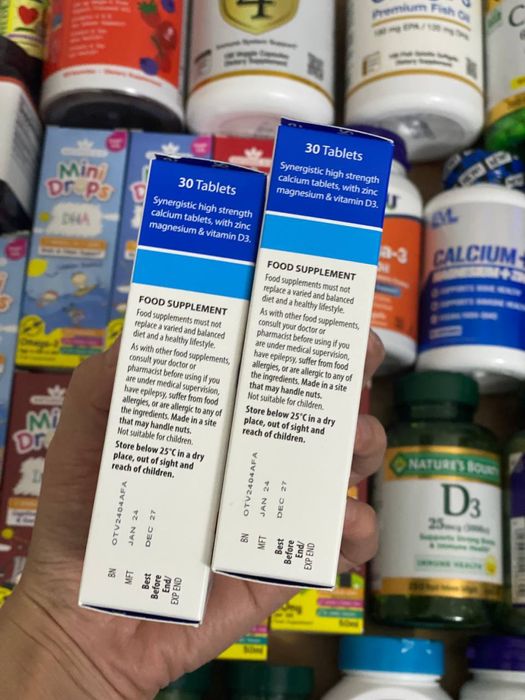 4
Premium Fish Oil
Mini
Drops
DHA
Omega-3
30 Tablets
Synergistic high strength
calcium tablets, with zinc
magnesium & vitamin D3.
FOOD SUPPLEMENT
Food supplements must not
replace a varied and balanced
diet and a healthy lifestyle.
As with other food supplements,
consult your doctor or
pharmacist before using if you
are under medical supervision,
have epilepsy, suffer from food
allergies, or are allergic to any of
the ingredients. Made in a site
that may handle nuts.
Not suitable for children.
Store below 25°C in a dry
place, out of sight and
reach of children.
BN OTV2404AFA
MFT JAN 24
Best
Before
End/
EXP END
DEC 27
30 Tablets
Synergistic high strength
calcium tablets, with zinc
magnesium & vitamin D3.
FOOD SUPPLEMENT
Food supplements must not
replace a varied and balanced
diet and a healthy lifestyle.
As with other food supplements,
consult your doctor or
pharmacist before using if you
are under medical supervision,
have epilepsy, suffer from food
allergies, or are allergic to any of
the ingredients. Made in a site
that may handle nuts.
Not suitable for children.
Store below 25°C in a dry
place, out of sight and
reach of children.
BN OTV2404AFA
MFT JAN 24
Best
Before
End/
EXP END
DEC 27
CALCIUM
NATURE'S BOUNTY
D3
25mcg
IMMUNE HEALTH
50ml
50ml